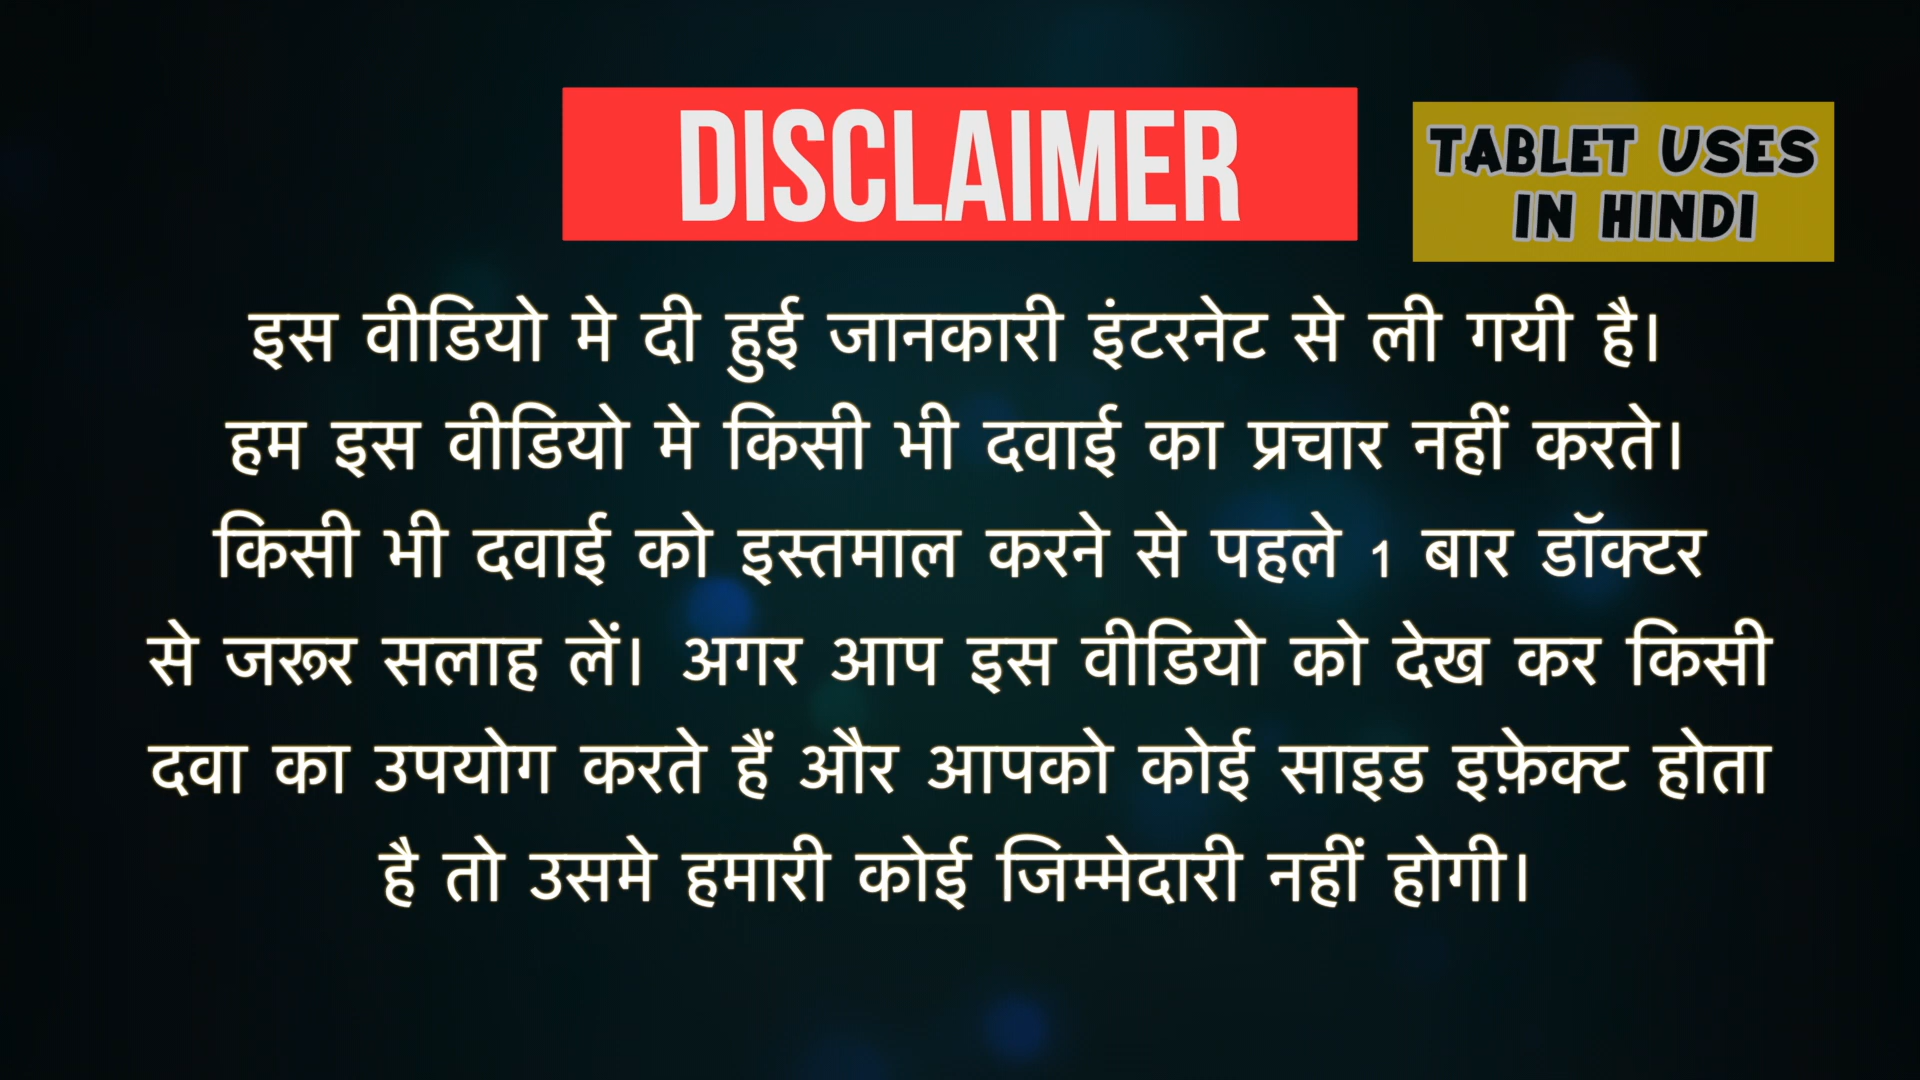 DISCLAIMER
TABLET USES
IN HINDI
इस वीडियो मे दी हुई जानकारी इंटरनेट से ली गयी है।
हम इस वीडियो मे किसी भी दवाई का प्रचार नहीं करते।
किसी भी दवाई को इस्तमाल करने से पहले 1 बार डॉक्टर
से जरूर सलाह लें। अगर आप इस वीडियो को देख कर किसी
दवा का उपयोग करते हैं और आपको कोई साइड इफ़ेक्ट होता
है तो उसमे हमारी कोई जिम्मेदारी नहीं होगी।